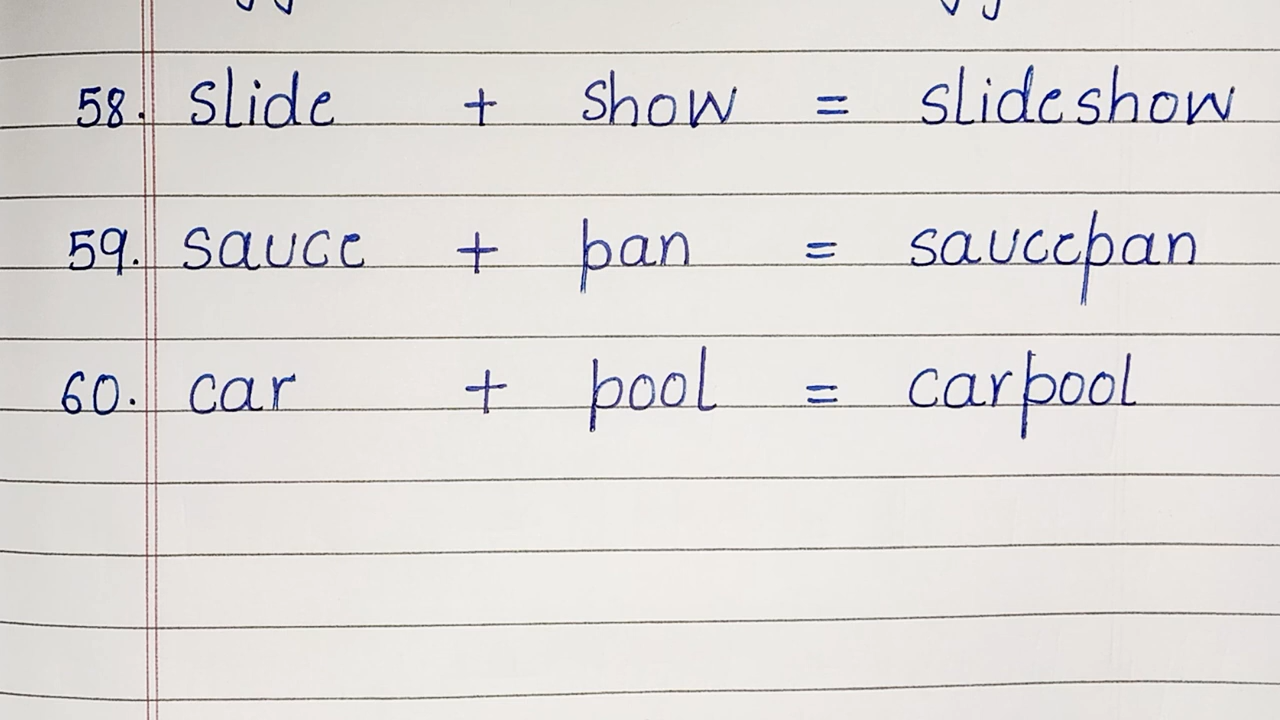 58. slide + show = slideshow
59. sauce + pan = saucepan
60. car + pool = carpool